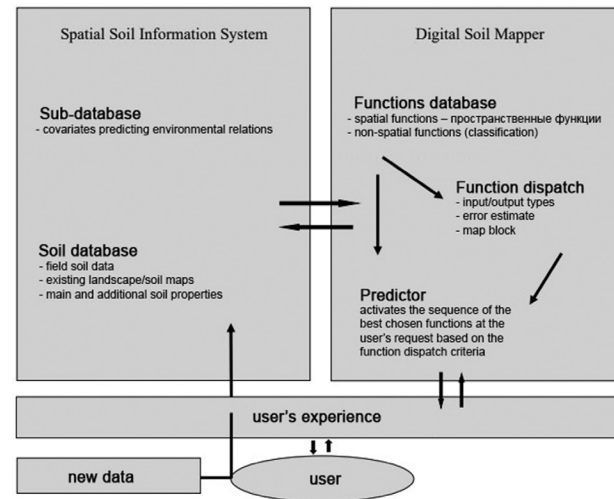 Spatial Soil Information System
Sub-database
- covariates predicting environmental relations
Soil database
- field soil data
- existing landscape/soil maps
- main and additional soil properties
Digital Soil Mapper
Functions database
- spatial functions – пространственные функции
- non-spatial functions (classification)
Function dispatch
- input/output types
- error estimate
- map block
Predictor
activates the sequence of the
best chosen functions at the
user's request based on the
function dispatch criteria
user's experience
new data
user